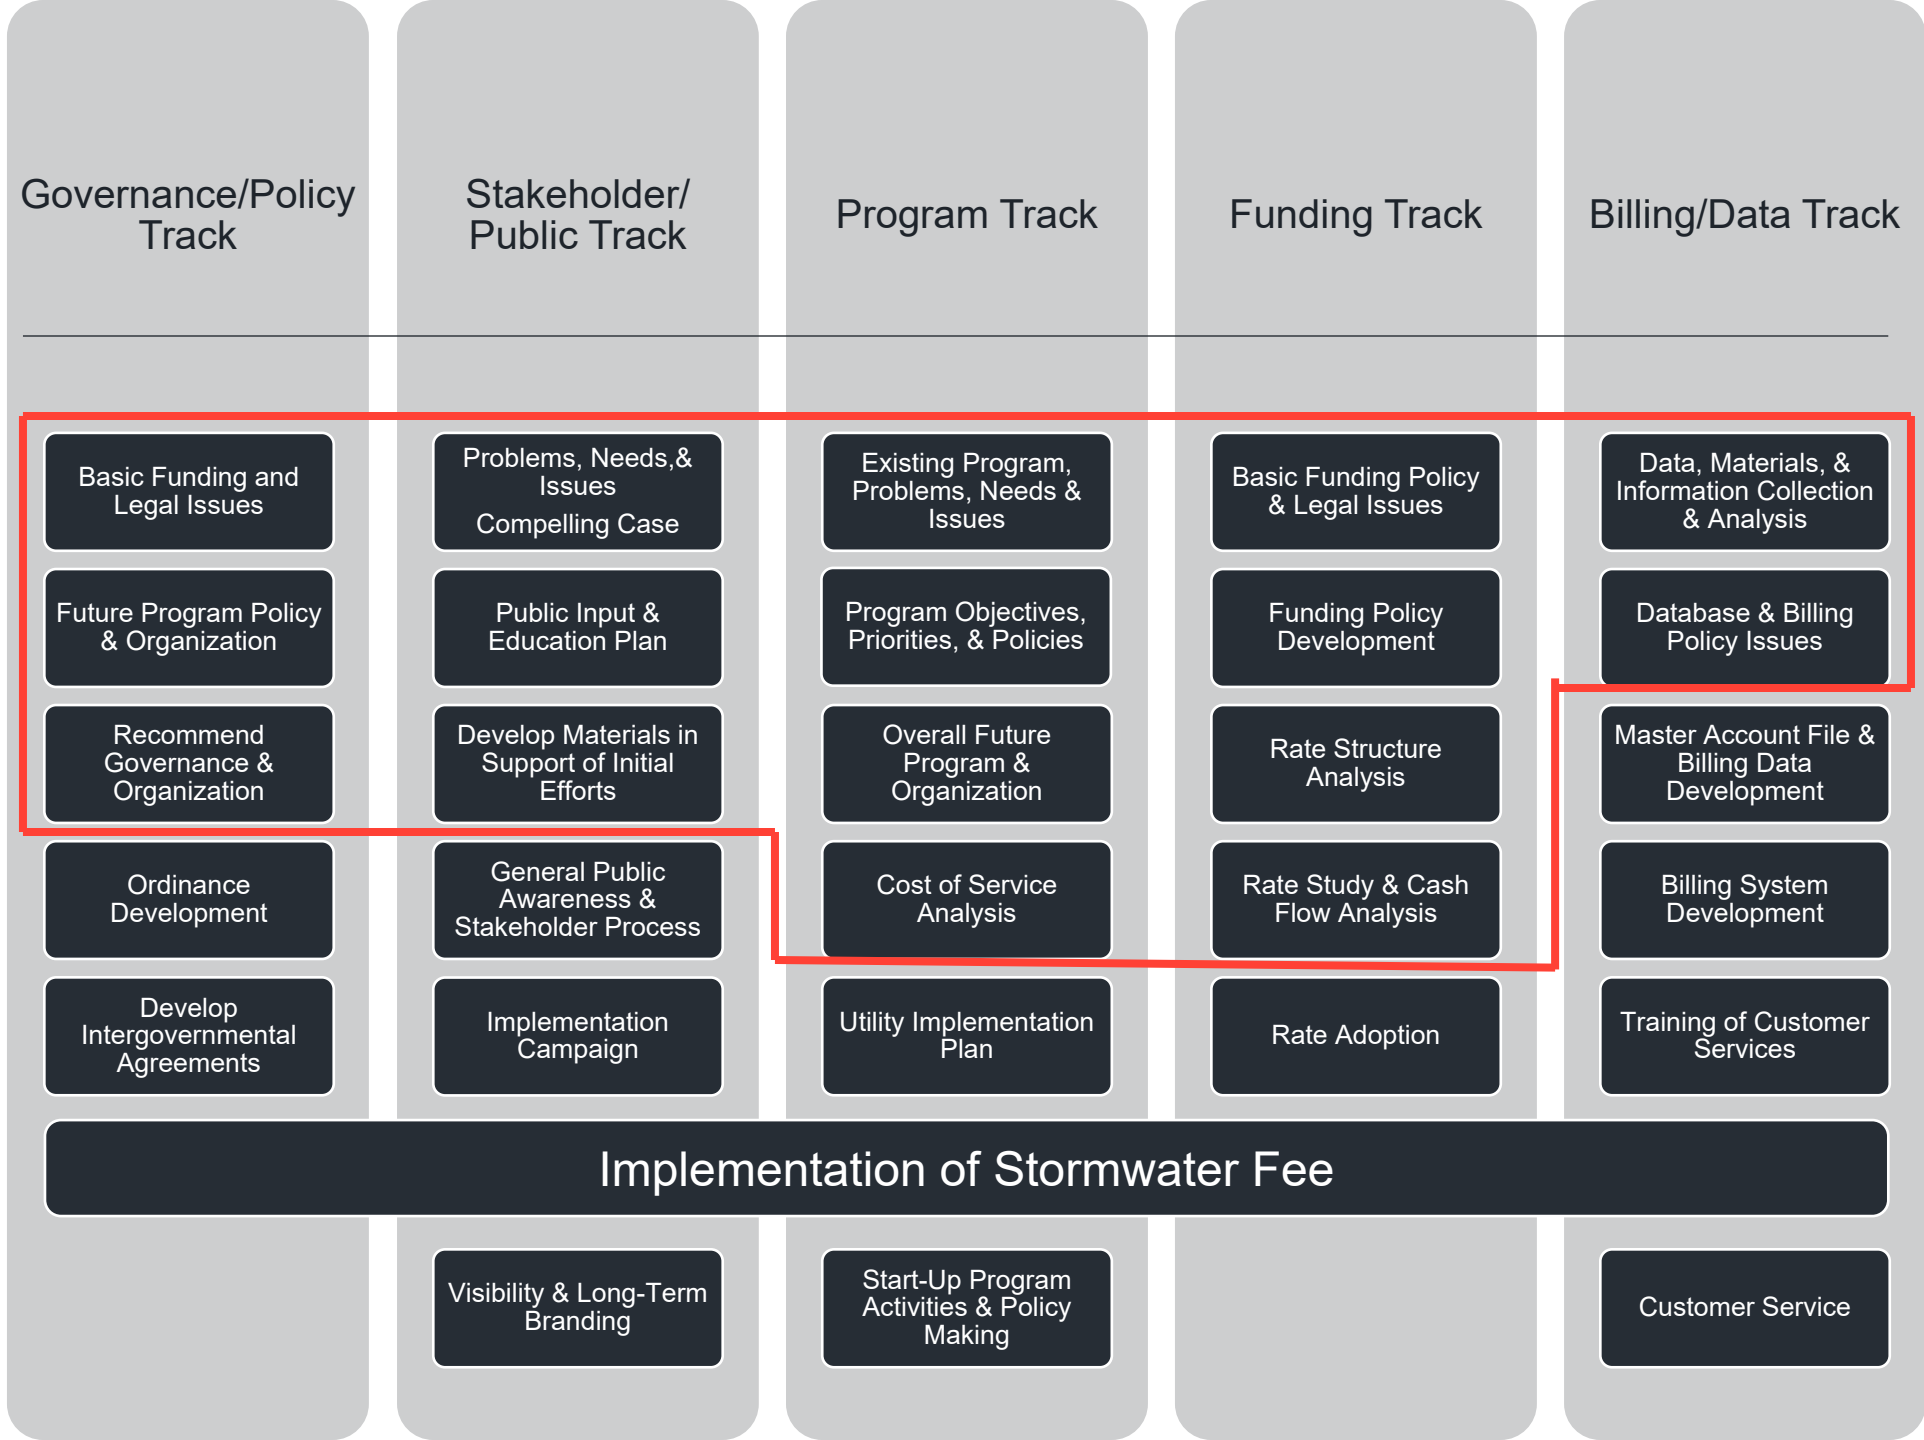 Governance/Policy
Track
Stakeholder/
Public Track
Program Track
Funding Track
Billing/Data Track
Basic Funding and
Legal Issues
Problems, Needs,&
Issues
Compelling Case
Existing Program,
Problems, Needs &
Issues
Basic Funding Policy
& Legal Issues
Data, Materials, &
Information Collection
& Analysis
Future Program Policy
& Organization
Public Input &
Education Plan
Program Objectives,
Priorities, & Policies
Funding Policy
Development
Database & Billing
Policy Issues
Recommend
Governance &
Organization
Develop Materials in
Support of Initial
Efforts
Overall Future
Program &
Organization
Rate Structure
Analysis
Master Account File &
Billing Data
Development
Ordinance
Development
General Public
Awareness &
Stakeholder Process
Cost of Service
Analysis
Rate Study & Cash
Flow Analysis
Billing System
Development
Develop
Intergovernmental
Agreements
Implementation
Campaign
Utility Implementation
Plan
Rate Adoption
Training of Customer
Services
Implementation of Stormwater Fee
Visibility & Long-Term
Branding
Start-Up Program
Activities & Policy
Making
Customer Service